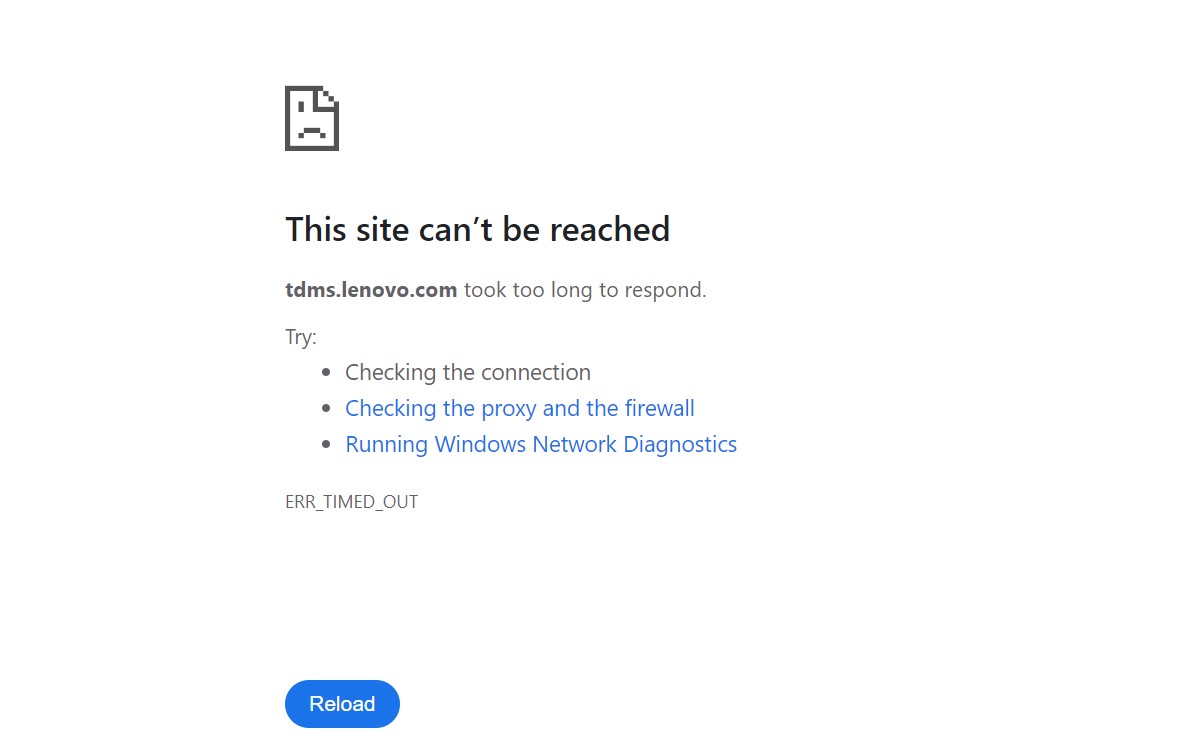 This site can’t be reached
tdms.lenovo.com took too long to respond.
Try:
• Checking the connection
• Checking the proxy and the firewall
• Running Windows Network Diagnostics
ERR_TIMED_OUT
Reload